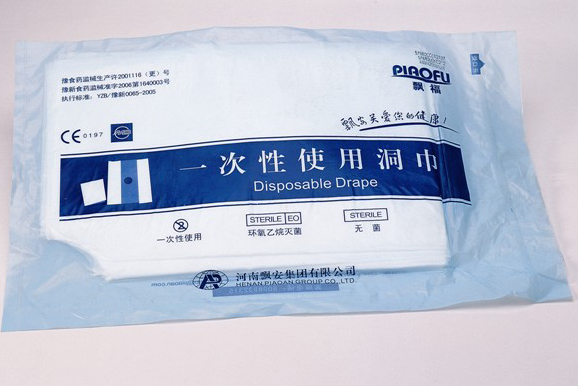 豫食药监械生产许2001116（更）号
豫新食药监械准字2006第1640003号
执行标准：YZB/豫新0065-2005
PIAOFU
飘福
飘安关爱您的健康！
CE 0197
一次性使用洞巾
Disposable Drape
一次性使用
STERILE EO
环氧乙烷灭菌
STERILE
无菌
河南飘安集团有限公司
HENAN PIAOAN GROUP CO., LTD.